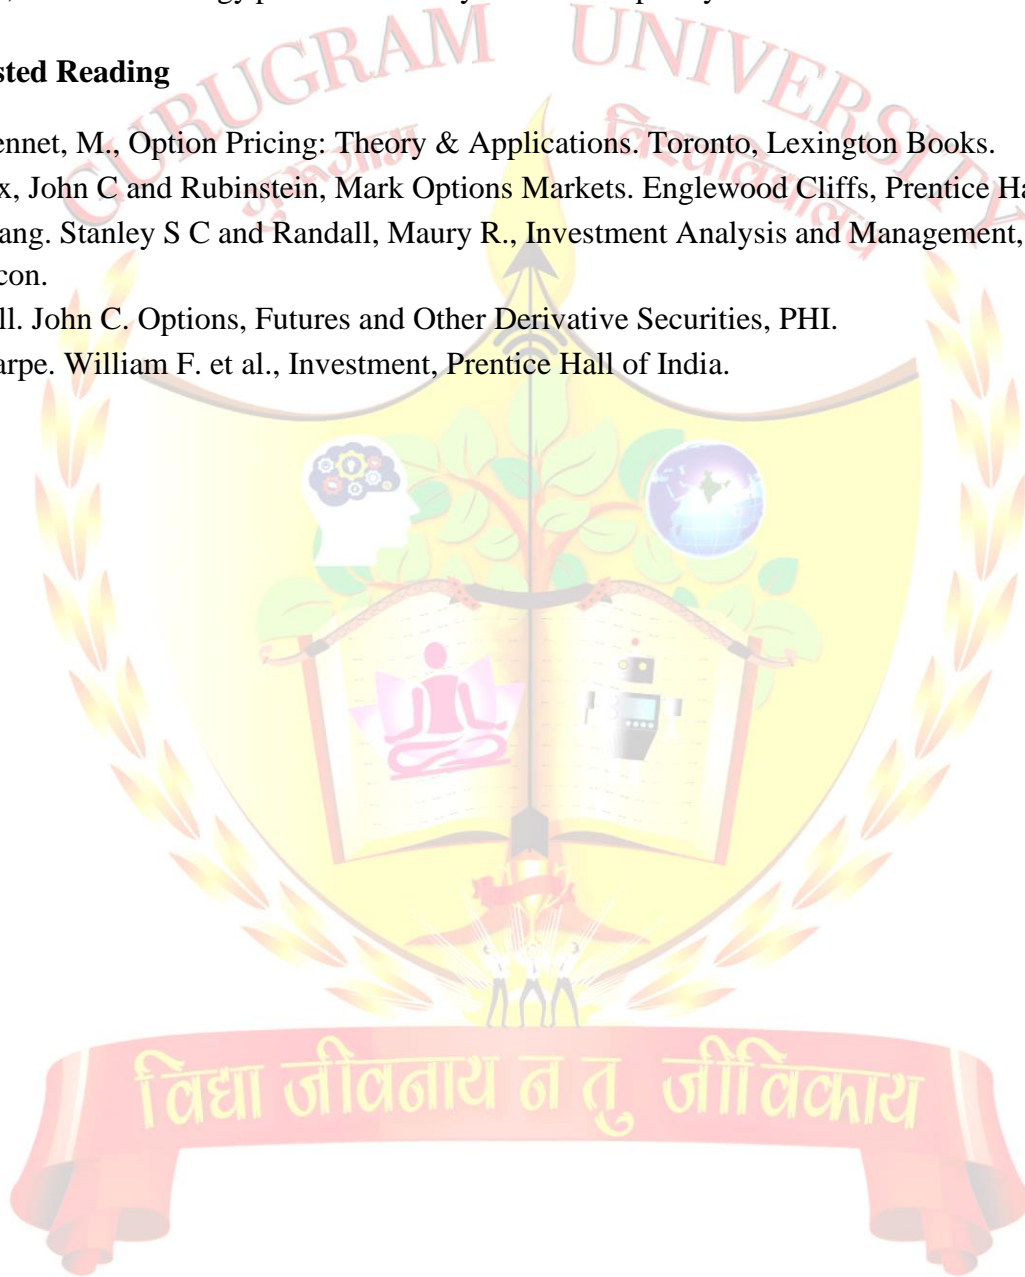 GURUGRAM UNIVERSITY
गुरुग्राम विश्वविद्यालय
sted Reading
ennet, M., Option Pricing: Theory & Applications. Toronto, Lexington Books.
x, John C and Rubinstein, Mark Options Markets. Englewood Cliffs, Prentice Ha
ang. Stanley S C and Randall, Maury R., Investment Analysis and Management,
con.
ll. John C. Options, Futures and Other Derivative Securities, PHI.
arpe. William F. et al., Investment, Prentice Hall of India.
विद्या जीवनाय न तु जीविकाय